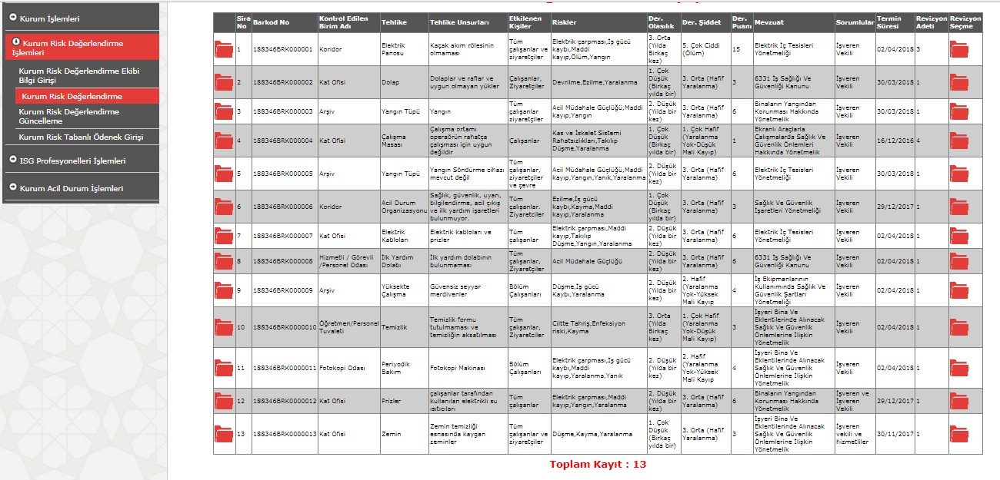 Kurum İşlemleri
Kurum Risk Değerlendirme
İşlemleri
Kurum Risk Değerlendirme Ekibi
Bilgi Girişi
Kurum Risk Değerlendirme
Kurum Risk Değerlendirme
Güncelleme
Kurum Risk Tabanlı Ödenek Girişi
ISG Profesyonelleri İşlemleri
Kurum Acil Durum İşlemleri
Sıra No Barkod No Kontrol Edilen Birim Adı Tehlike Tehlike Unsurları Etkilenen Kişiler Riskler Der. Olasılık Der. Şiddet Der. Puanı Mevzuat Sorumlular Termin Süresi Revizyon Adeti Revizyon Seçme
1 188346BRK000001 Koridor Elektrik Panosu Kaçak akım rölesinin olmaması Tüm çalışanlar ve ziyaretçiler Elektrik çarpması,İş gücü kaybı,Maddi kayıp,Ölüm,Yangın 3. Orta (Yılda Birkaç kez) 5. Çok Ciddi (Ölüm) 15 Elektrik İç Tesisleri Yönetmeliği İşveren Vekili 02/04/2018 3
2 188346BRK000002 Kat Ofisi Dolap Dolaplar ve raflar ve uygun olmayan yükler Çalışanlar, Ziyaretçiler Devrilme,Ezilme,Yaralanma 1. Çok Düşük (Birkaç yılda bir) 3. Orta (Hafif Yaralanma) 3 6331 İş Sağlığı Ve Güvenliği Kanunu İşveren Vekili 30/03/2018 1
3 188346BRK000003 Arşiv Yangın Tüpü Yangın Tüm çalışanlar ziyaretçiler Acil Müdahale Güçlüğü,Maddi kayıp,Yangın 2. Düşük (Yılda bir kez) 3. Orta (Hafif Yaralanma) 6 Binaların Yangından Korunması Hakkında Yönetmelik İşveren Vekili 30/03/2018 1
4 188346BRK000004 Kat Ofisi Çalışma Masası Çalışma ortamı operaörün rahatça çalışması için uygun değildir Çalışanlar Kas ve İskelet Sistemi Rahatsızlıkları,Takılıp Düşme,Yaralanma 1. Çok Düşük (Birkaç yılda bir) 1. Çok Hafif (Yaralanma Yok-Düşük Mali Kayıp) 1 Ekranlı Araçlarla Çalışmalarda Sağlık Ve Güvenlik Önlemleri Hakkında Yönetmelik İşveren Vekili 16/12/2016 4
5 188346BRK000005 Arşiv Yangın Tüpü Yangın Söndürme cihazı mevcut değil Tüm çalışanlar, ziyaretçiler ve çevre Acil Müdahale Güçlüğü,Maddi kayıp,Yangın,Yanık,Yaralanma 2. Düşük (Yılda bir kez) 3. Orta (Hafif Yaralanma) 6 Elektrik İç Tesisleri Yönetmeliği İşveren Vekili 30/03/2018 1
6 188346BRK000006 Koridor Acil Durum Organizasyonu Sağlık, güvenlik, uyarı, bilgilendirme, acil çıkış ve ilk yardım işaretleri bulunmuyor. Tüm çalışanlar. Ziyaretciler Ezilme,İş gücü kaybı,Kayma,Maddi kayıp,Yaralanma 1. Çok Düşük (Birkaç yılda bir) 3. Orta (Hafif Yaralanma) 3 Sağlık Ve Güvenlik İşaretleri Yönetmeliği İşveren Vekili 29/12/2017 1
7 188346BRK000007 Kat Ofisi Elektrik Kabloları Elektrik kabloları ve prizler Tüm çalışanlar Elektrik çarpması,Maddi kayıp,Takılıp Düşme,Yangın,Yaralanma 2. Düşük (Yılda bir kez) 3. Orta (Hafif Yaralanma) 6 Elektrik İç Tesisleri Yönetmeliği İşveren Vekili 02/04/2018 1
8 188346BRK000008 Hizmetli / Görevli /Personel Odası İlk Yardım Dolabı İlk yardım dolabının bulunmaması Tüm çalışanlar, Ziyaretçiler Acil Müdahale Güçlüğü 2. Düşük (Yılda bir kez) 3. Orta (Hafif Yaralanma) 6 6331 İş Sağlığı Ve Güvenliği Kanunu İşveren Vekili 02/04/2018 1
9 188346BRK000009 Arşiv Yüksekte Çalışma Güvensiz seyyar merdivenler Bölüm Çalışanları Düşme,İş gücü Kaybı,Yaralanma 2. Düşük (Yılda bir kez) 2. Hafif (Yaralanma Yok-Yüksek Mali Kayıp 4 İş Ekipmanlarının Kullanımında Sağlık Ve Güvenlik Şartları Yönetmeliği İşveren Vekili 02/04/2018 1
10 188346BRK0000010 Öğretmen/Personel Tuvaleti Temizlik Temizlik formu tutulmaması ve temizliğin aksatılması Tüm çalışanlar, Ziyaretçiler Ciltte Tahriş,Enfeksiyon riski,Kayma 3. Orta (Yılda Birkaç kez) 1. Çok Hafif (Yaralanma Yok-Düşük Mali Kayıp) 3 İşyeri Bina Ve Eklentilerinde Alınacak Sağlık Ve Güvenlik Önlemlerine İlişkin Yönetmelik İşveren Vekili 02/04/2018 1
11 188346BRK0000011 Fotokopi Odası Periyodik Bakım Fotokopi Makinası Bölüm Çalışanları Elektrik çarpması,İş gücü kaybı,Maddi kayıp,Yaralanma,Yanık 2. Düşük (Yılda bir kez) 2. Hafif (Yaralanma Yok-Yüksek Mali Kayıp 4 İşyeri Bina Ve Eklentilerinde Alınacak Sağlık Ve Güvenlik Önlemlerine İlişkin Yönetmelik İşveren Vekili 02/04/2018 1
12 188346BRK0000012 Kat Ofisi Prizler çalışanlar tarafından kullanılan elektrikli su ısıtıcıları Tüm çalışanlar Elektrik çarpması,Maddi kayıp,Yangın,Yaralanma 2. Düşük (Yılda bir kez) 3. Orta (Hafif Yaralanma) 6 Binaların Yangından Korunması Hakkında Yönetmelik İşveren ve İşveren Vekili 29/12/2017 1
13 188346BRK0000013 Kat Ofisi Zemin Zemin temizliği esnasında kaygan zeminler Tüm çalışanlar ve ziyaretçiler Düşme,Kayma,Yaralanma 1. Çok Düşük (Birkaç yılda bir) 3. Orta (Hafif Yaralanma) 3 İşyeri Bina Ve Eklentilerinde Alınacak Sağlık Ve Güvenlik Önlemlerine İlişkin Yönetmelik İşveren vekili ve hizmetliler 30/11/2017 1
Toplam Kayıt : 13